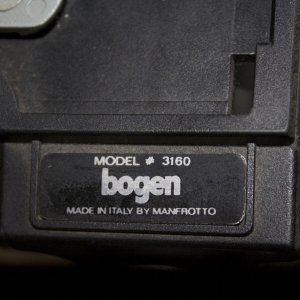 MODEL # 3160
bogen
MADE IN ITALY BY MANFROTTO